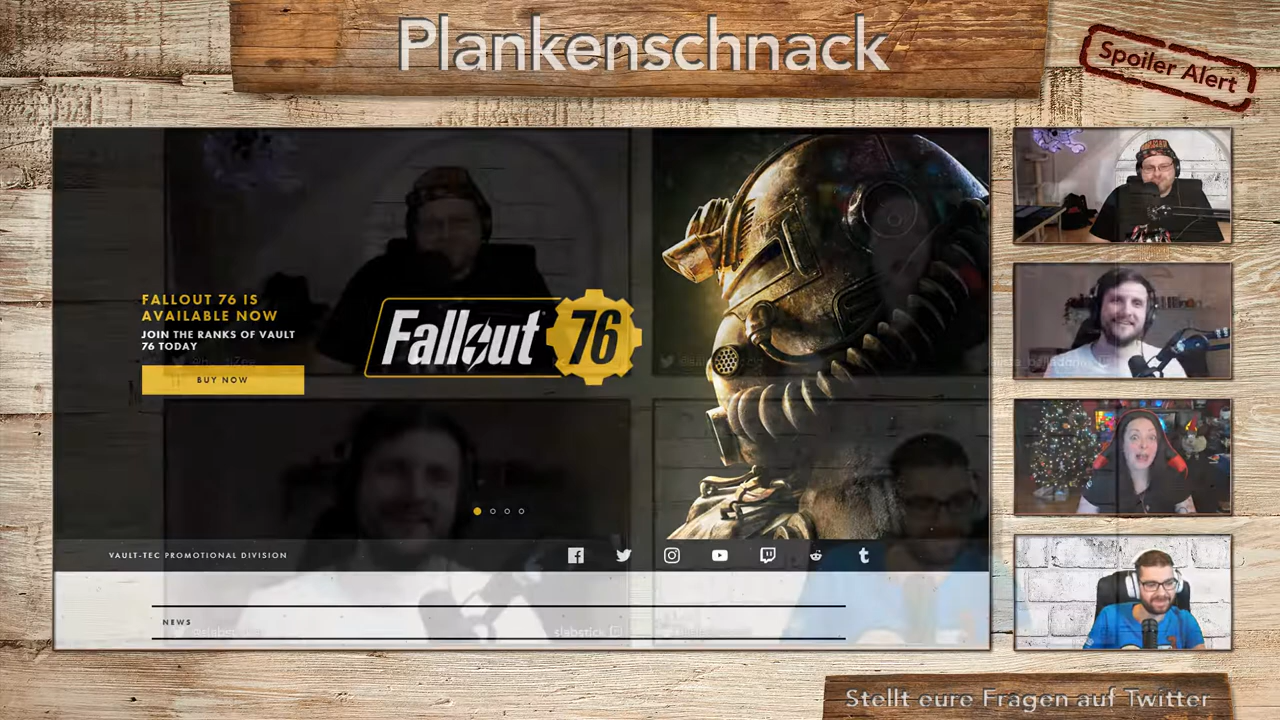 Plankenschnack
Spoiler Alert
FALLOUT 76 IS
AVAILABLE NOW
JOIN THE RANKS OF VAULT
76 TODAY
BUY NOW
Fallout 76
VAULT-TEC PROMOTIONAL DIVISION
NEWS
slabstick
Stellt eure Fragen auf Twitter